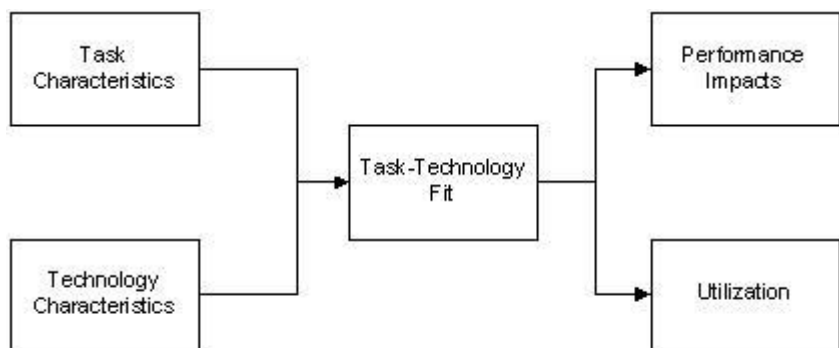 Task
Characteristics
Technology
Characteristics
Task-Technology
Fit
Performance
Impacts
Utilization